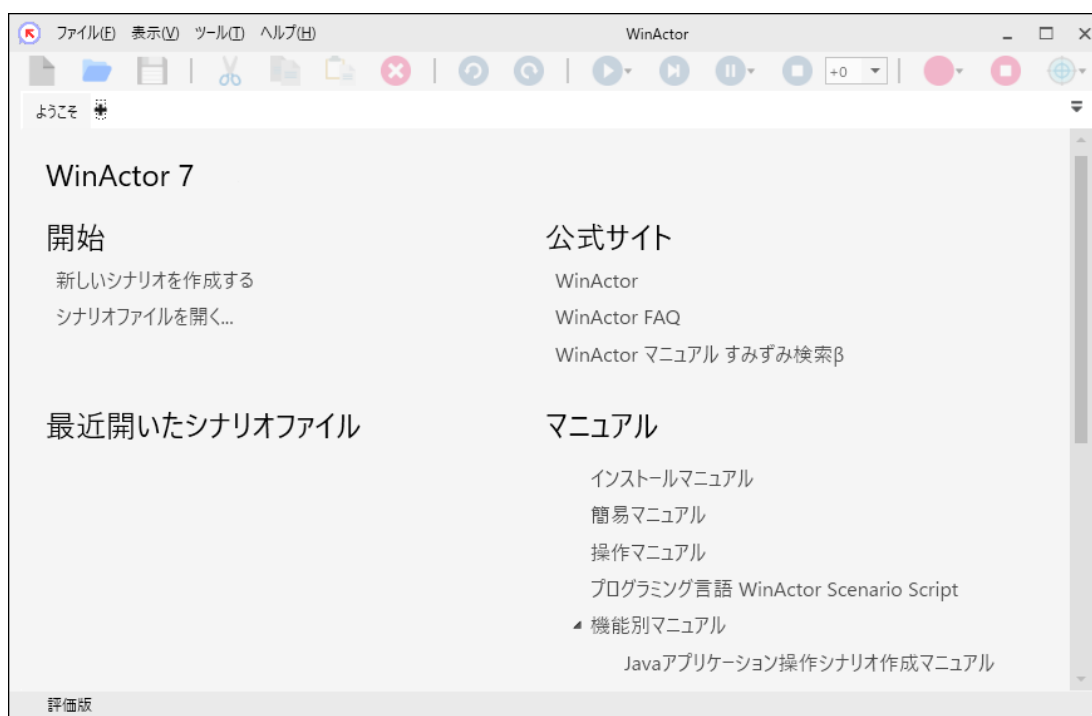 ファイル(F) 表示(V) ツール(T) ヘルプ(H) WinActor
+0
ようこそ
WinActor 7
開始
新しいシナリオを作成する
シナリオファイルを開く...
公式サイト
WinActor
WinActor FAQ
WinActor マニュアル すみずみ検索β
最近開いたシナリオファイル
マニュアル
インストールマニュアル
簡易マニュアル
操作マニュアル
プログラミング言語 WinActor Scenario Script
機能別マニュアル
Javaアプリケーション操作シナリオ作成マニュアル
評価版